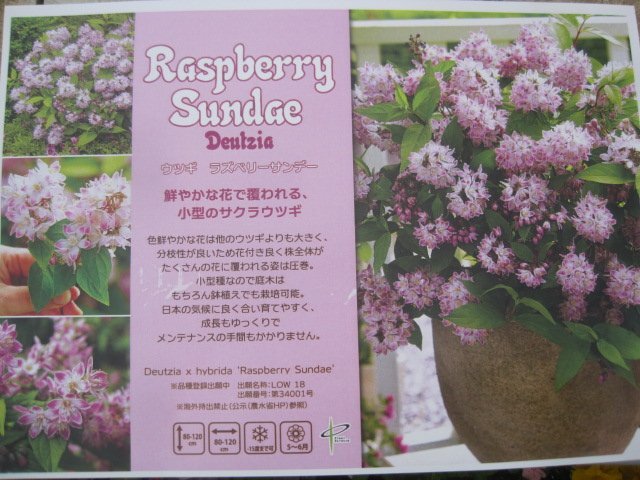 Raspberry
Sundae
Deutzia
ウツギ ラズベリーサンデー
鮮やかな花で覆われる、
小型のサクラウツギ
色鮮やかな花は他のウツギよりも大きく、
分枝性が良いため花付き良く株全体が
たくさんの花に覆われる姿は圧巻。
小型種なので庭木は
もちろん鉢植えでも栽培可能。
日本の気候に良く合い育てやすく、
成長もゆっくりで
メンテナンスの手間もかかりません。
Deutzia x hybrida 'Raspberry Sundae'
※品種登録出願中 出願名称:LOW 18
出願番号:第34001号
※海外持出禁止(公示(農水省HP)参照)
80-120 cm
80-120 cm
-15度まで可
5～6月